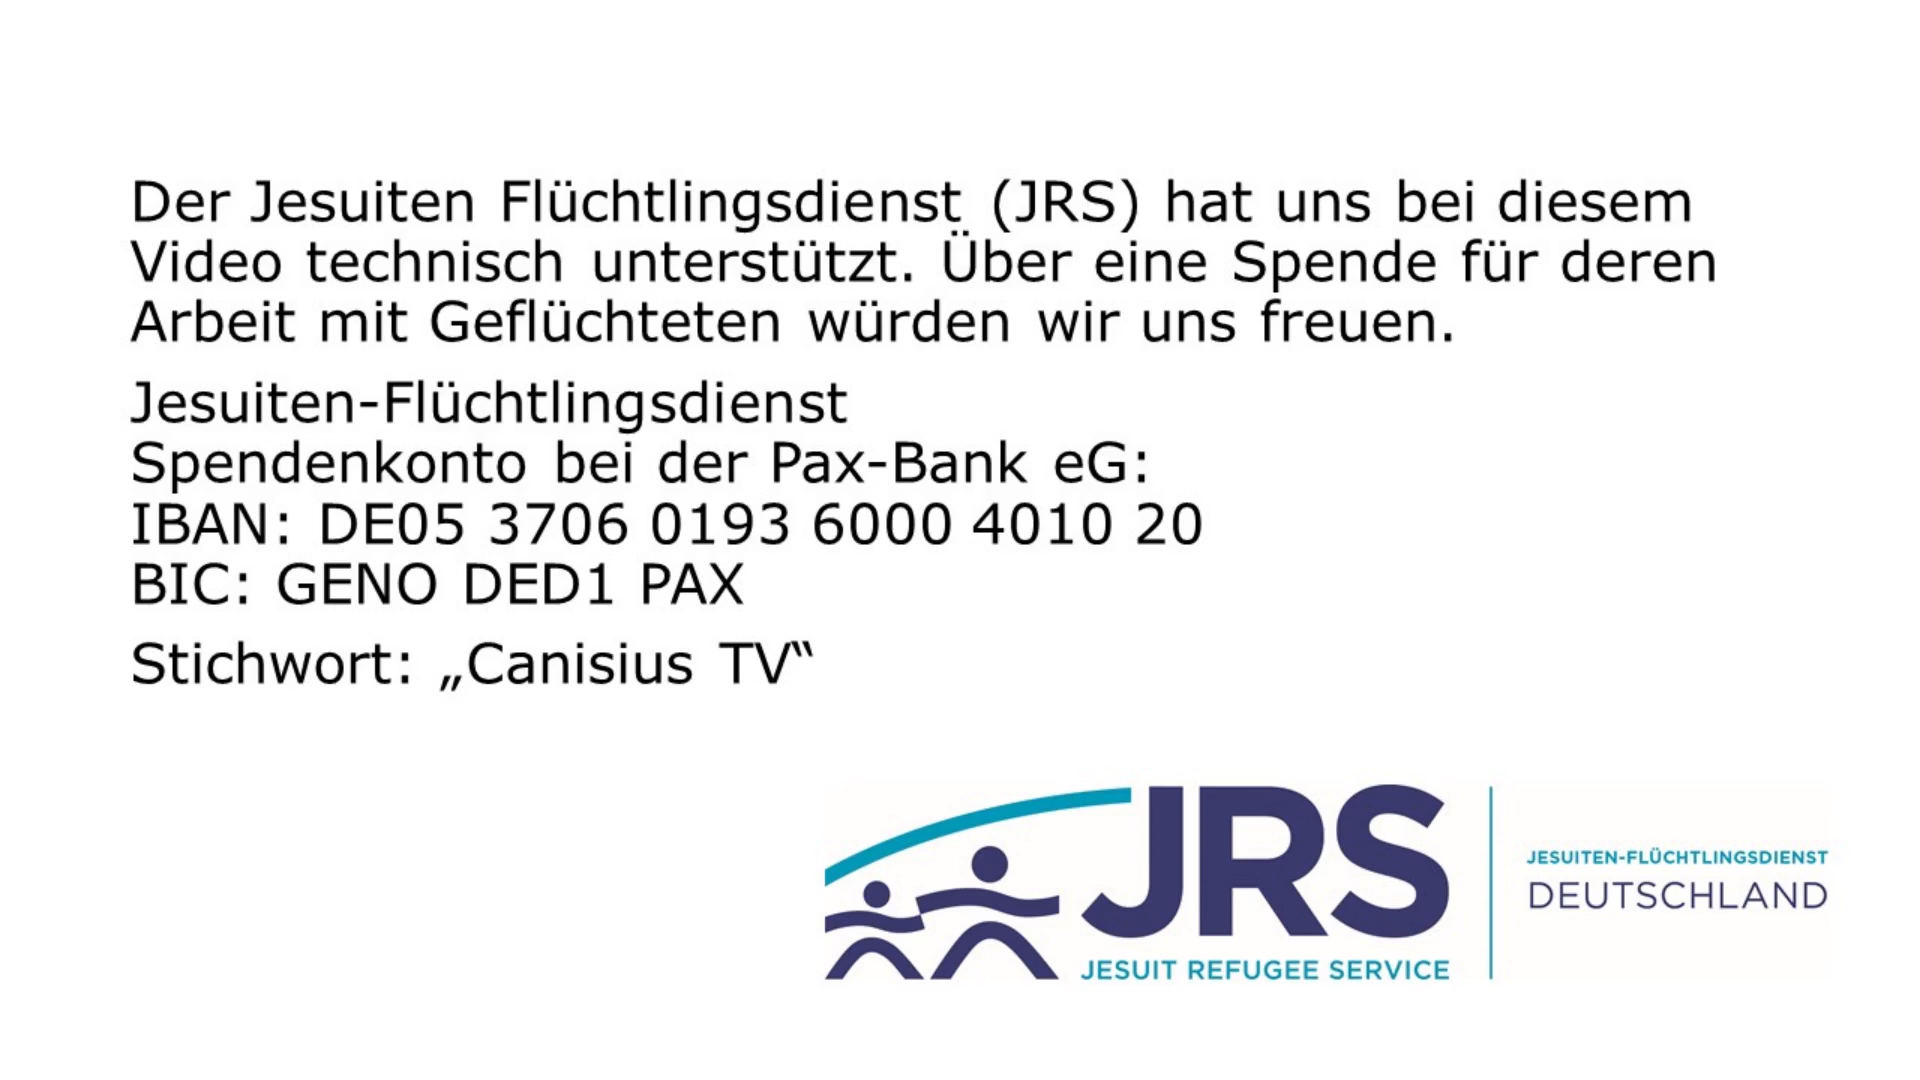 Der Jesuiten Flüchtlingsdienst (JRS) hat uns bei diesem
Video technisch unterstützt. Über eine Spende für deren
Arbeit mit Geflüchteten würden wir uns freuen.
Jesuiten-Flüchtlingsdienst
Spendenkonto bei der Pax-Bank eG:
IBAN: DE05 3706 0193 6000 4010 20
BIC: GENO DED1 PAX
Stichwort: „Canisius TV“
JRS
JESUIT REFUGEE SERVICE
JESUITEN-FLÜCHTLINGSDIENST
DEUTSCHLAND